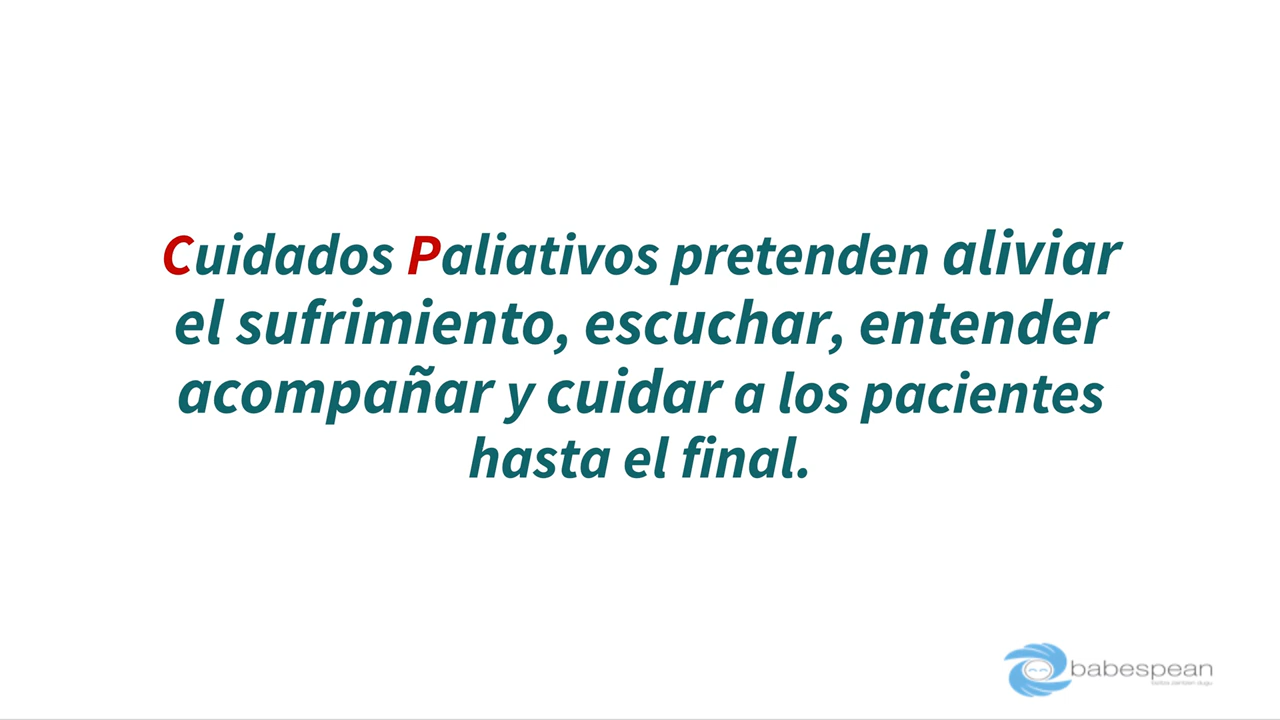 Cuidados Paliativos pretenden aliviar
el sufrimiento, escuchar, entender
acompañar y cuidar a los pacientes
hasta el final.
babespean